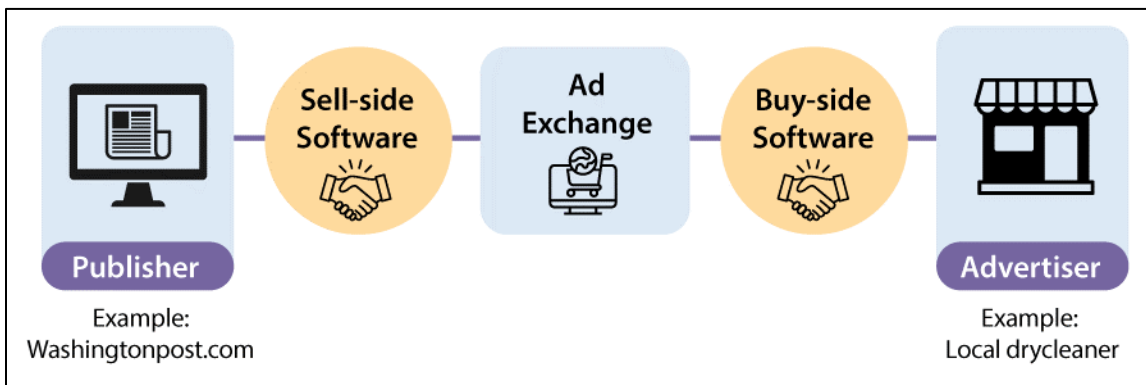 Sell-side
Software
Ad
Exchange
Buy-side
Software
Publisher
Advertiser
Example:
Washingtonpost.com
Example:
Local drycleaner